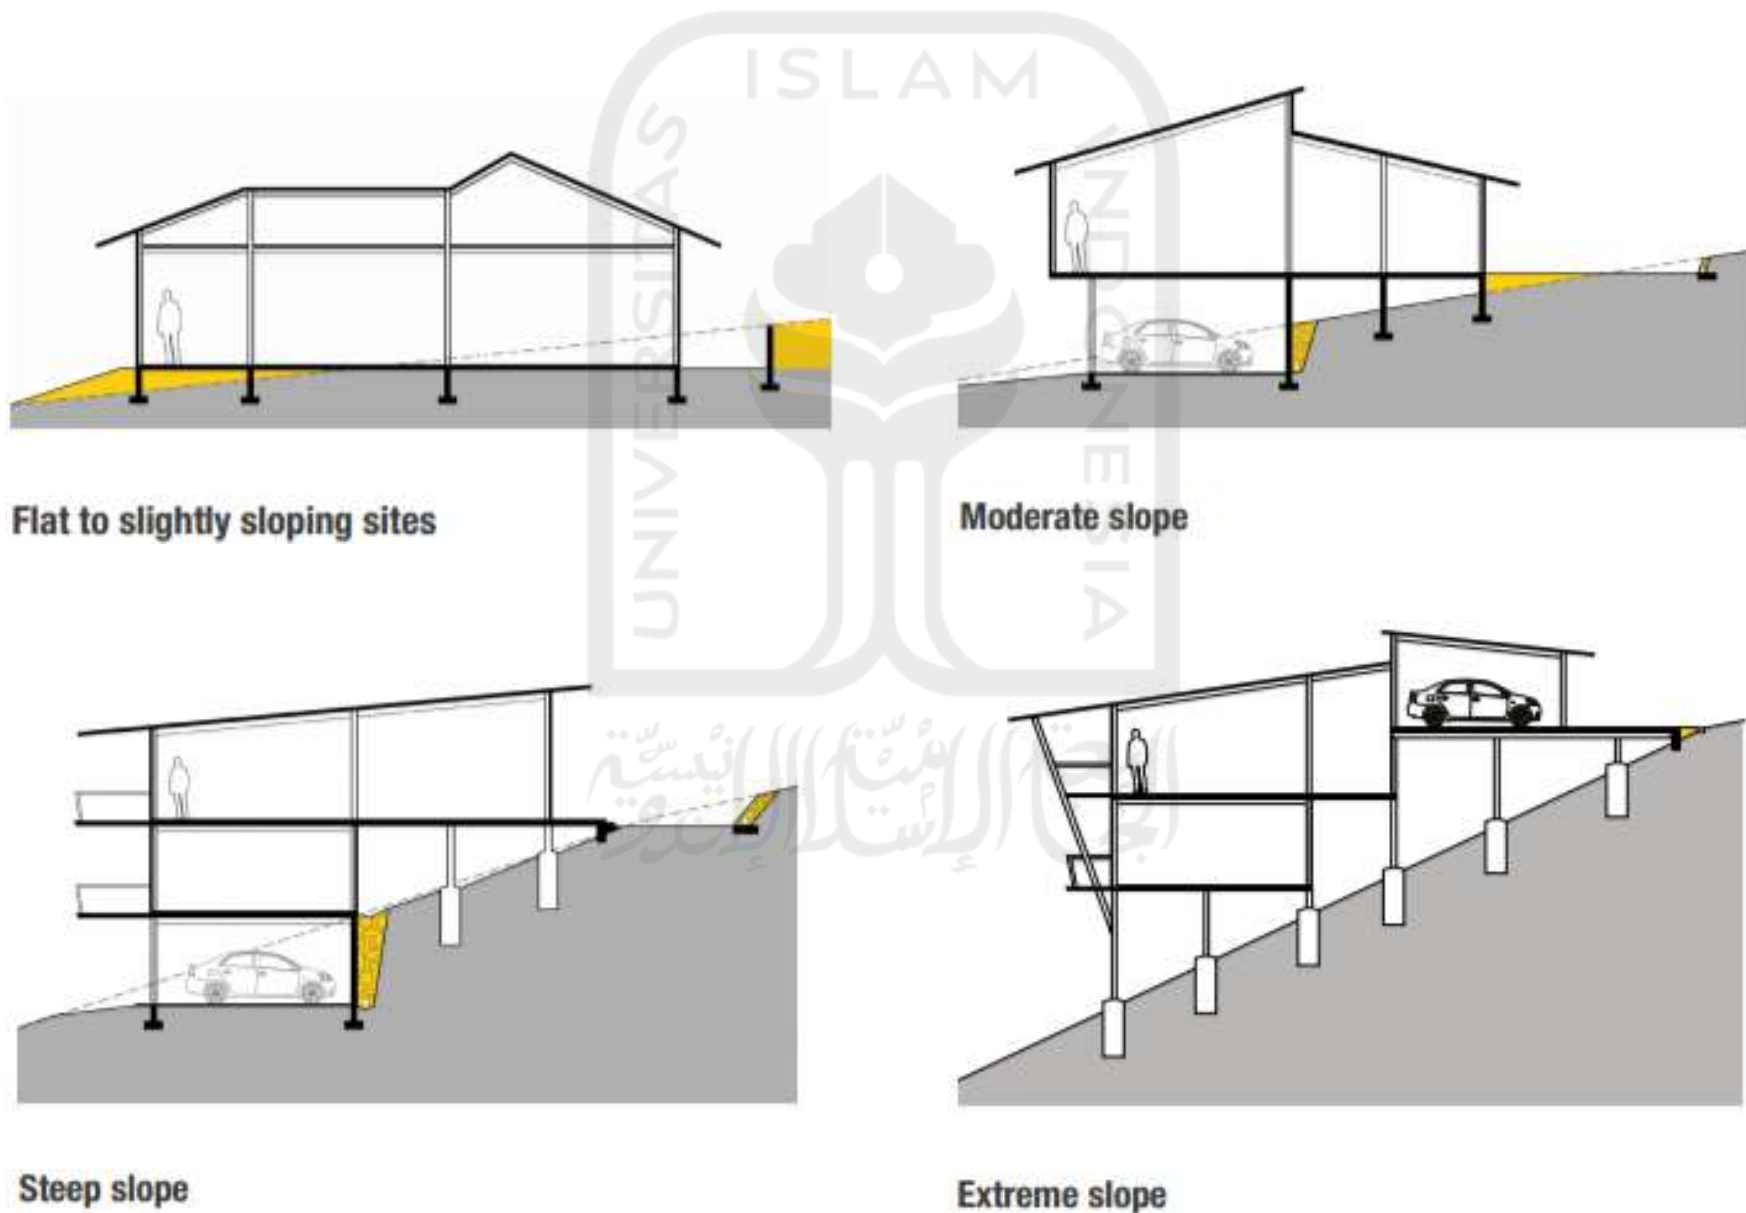 UNIVERSITAS
ISLAM
INDONESIA
Flat to slightly sloping sites
Moderate slope
Steep slope
Extreme slope